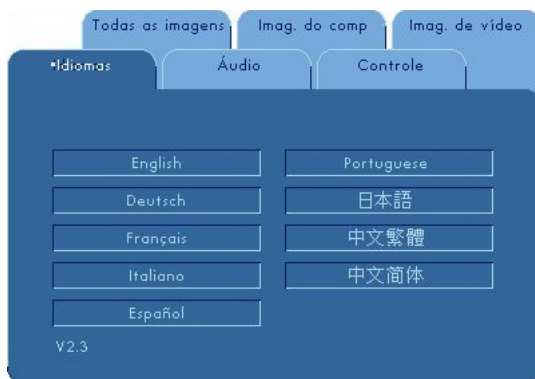 Todas as imagens Imag. do comp Imag. de vídeo
•Idiomas Áudio Controle
English Portuguese
Deutsch 日本語
Français 中文繁體
Italiano 中文简体
Español
V2.3